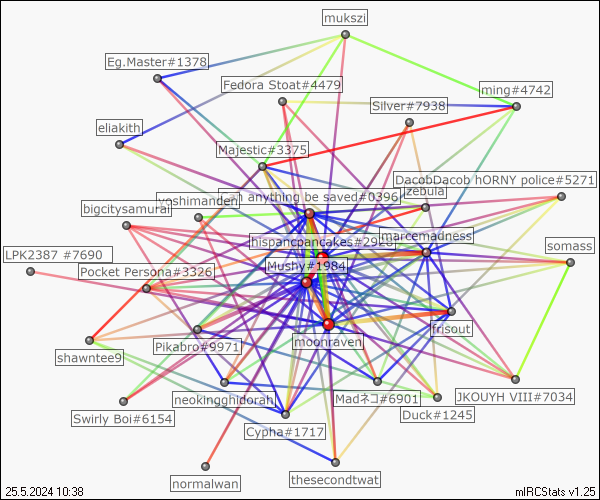 mukszi
Eg.Master#1378
Fedora Stoat#4479
ming#4742
Silver#7938
eliakith
Majestic#3375
DacobDacob hORNY police#5271
zebula
an anything be saved#0396
yoshimanden
bigcitysamurai
marcemadness
hispancpancakes#2928
somass
LPK2387 #7690
Mushy#1984
Pocket Persona#3326
frisout
moonraven
Pikabro#9971
shawntee9
neokingghidorah
Madネコ#6901
JKOUYH VIII#7034
Duck#1245
Swirly Boi#6154
Cypha#1717
normalwan
thesecondtwat
25.5.2024 10:38
mIRCStats v1.25